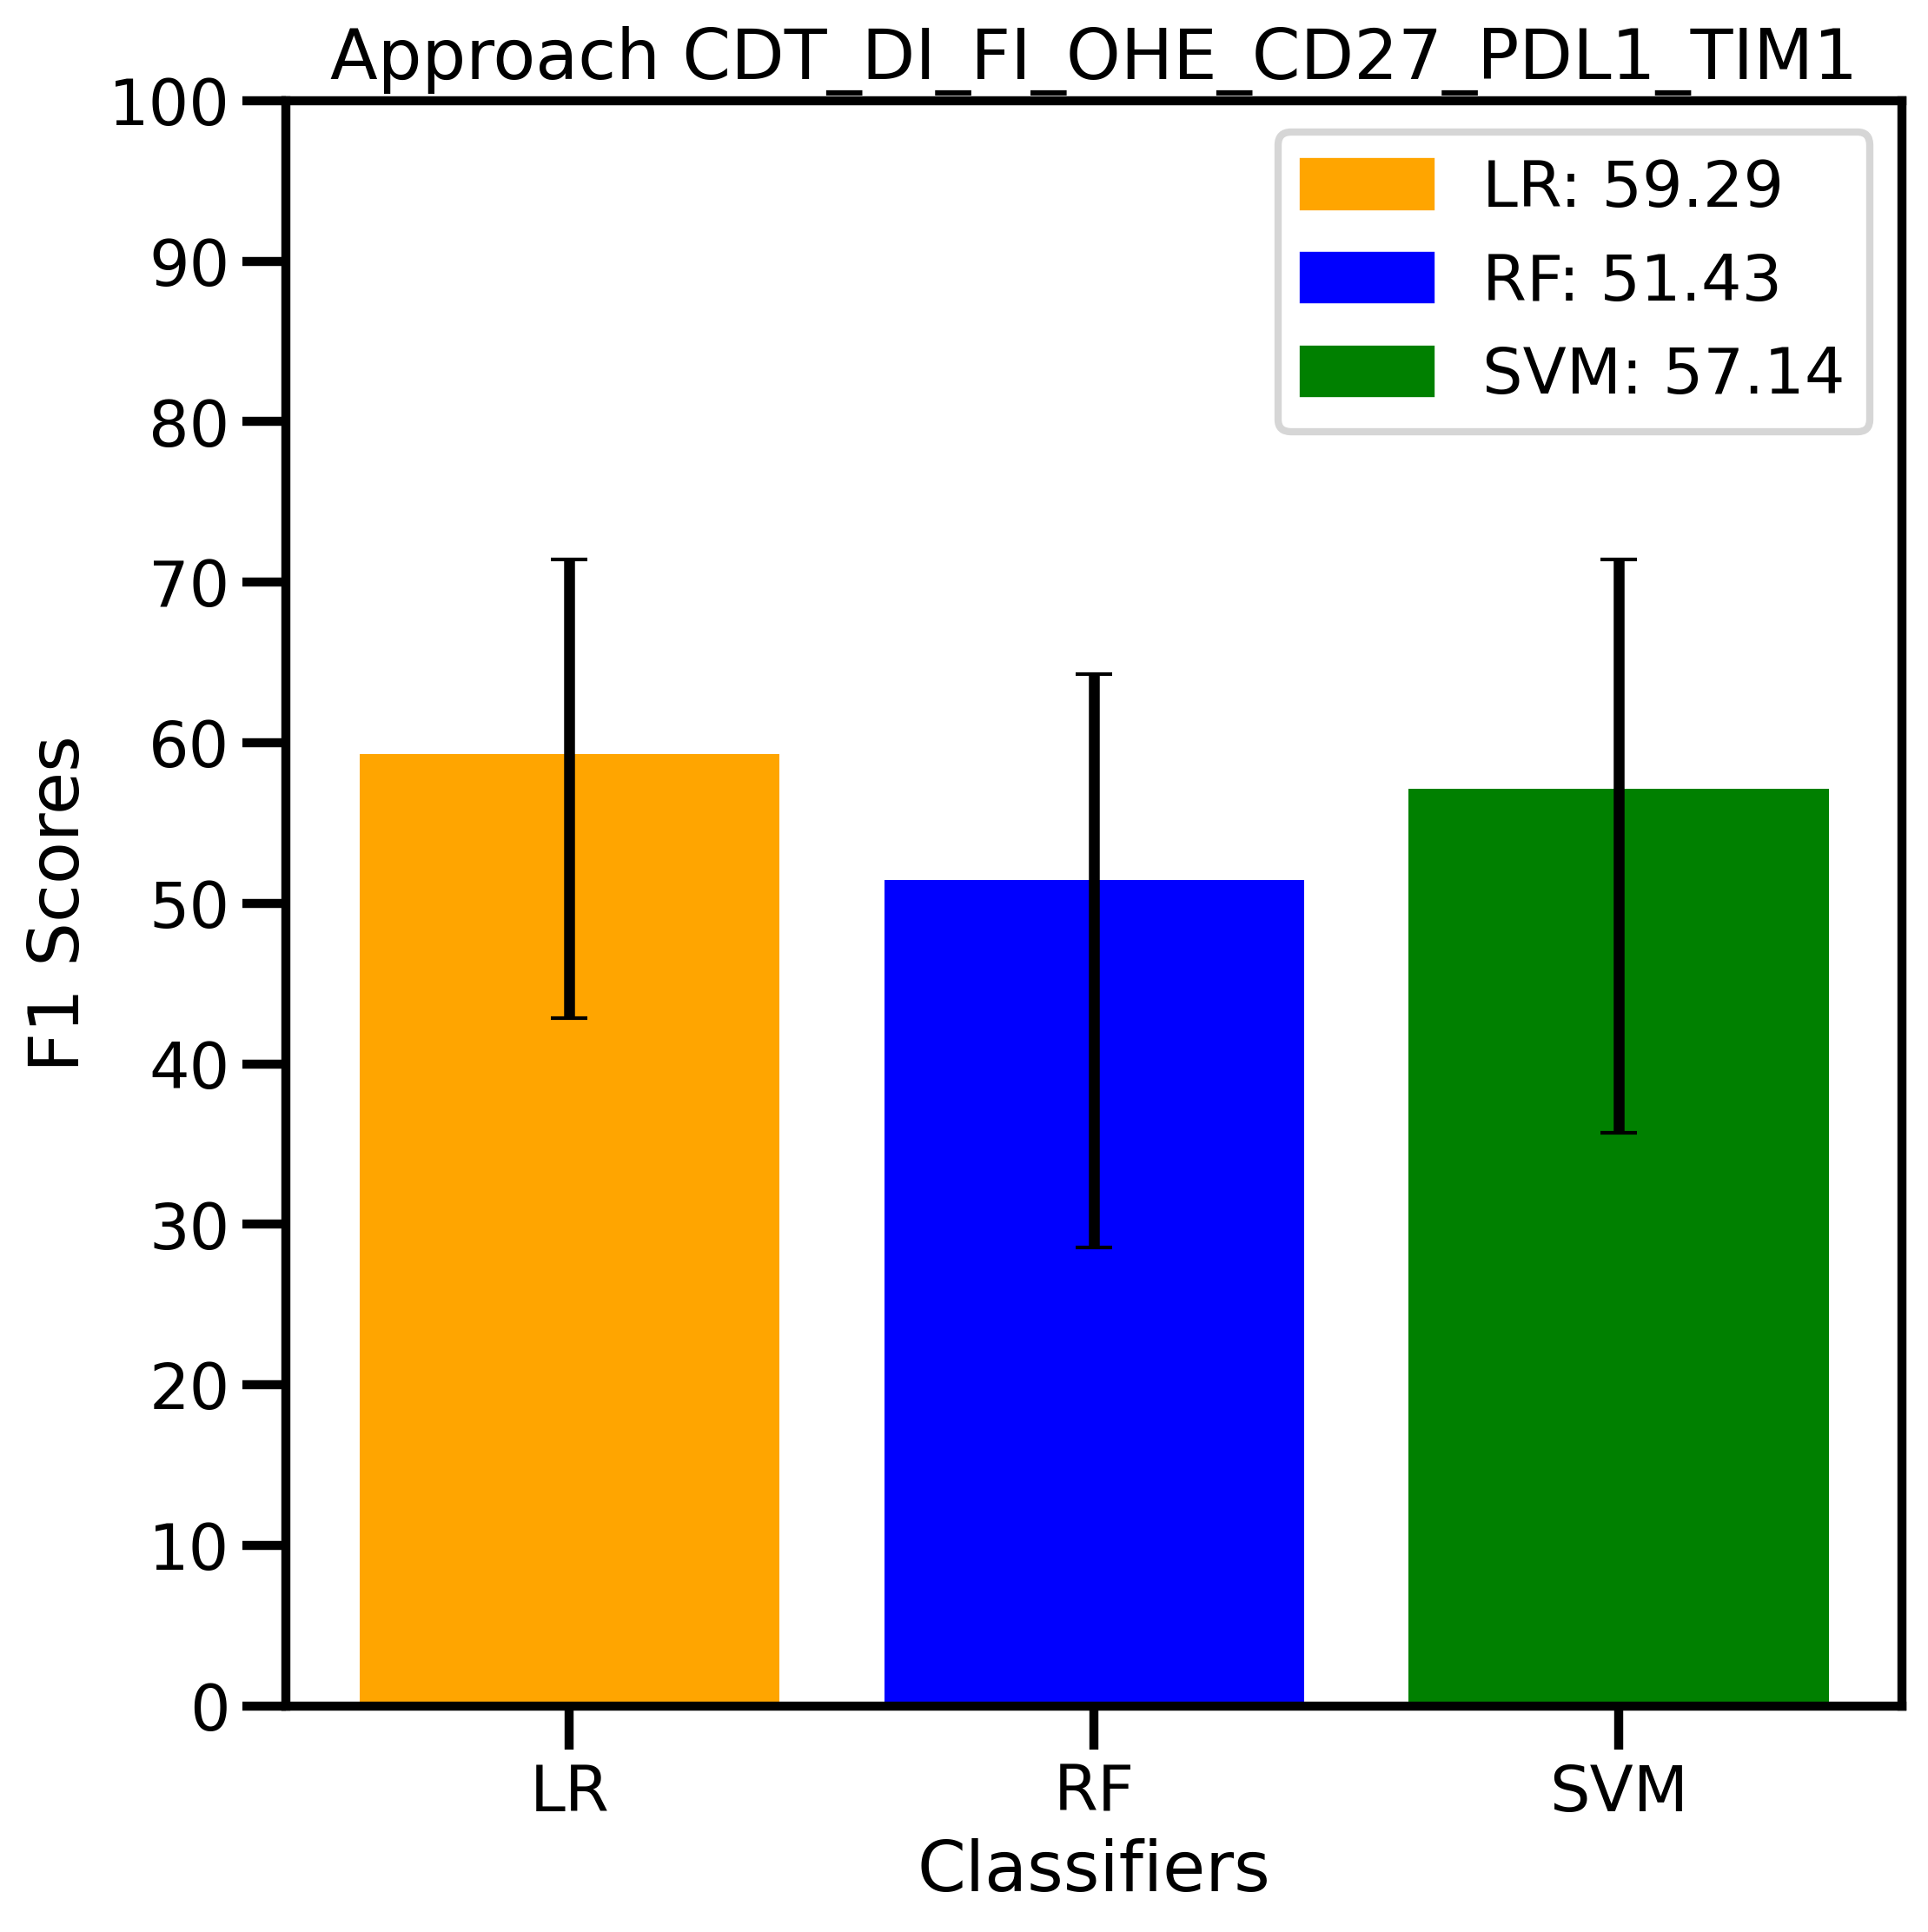 Approach CDT_DI_FI_OHE_CD27_PDL1_TIM1
100
90
80
70
60
50
40
30
20
10
0
F1 Scores
LR: 59.29
RF: 51.43
SVM: 57.14
LR
RF
SVM
Classifiers